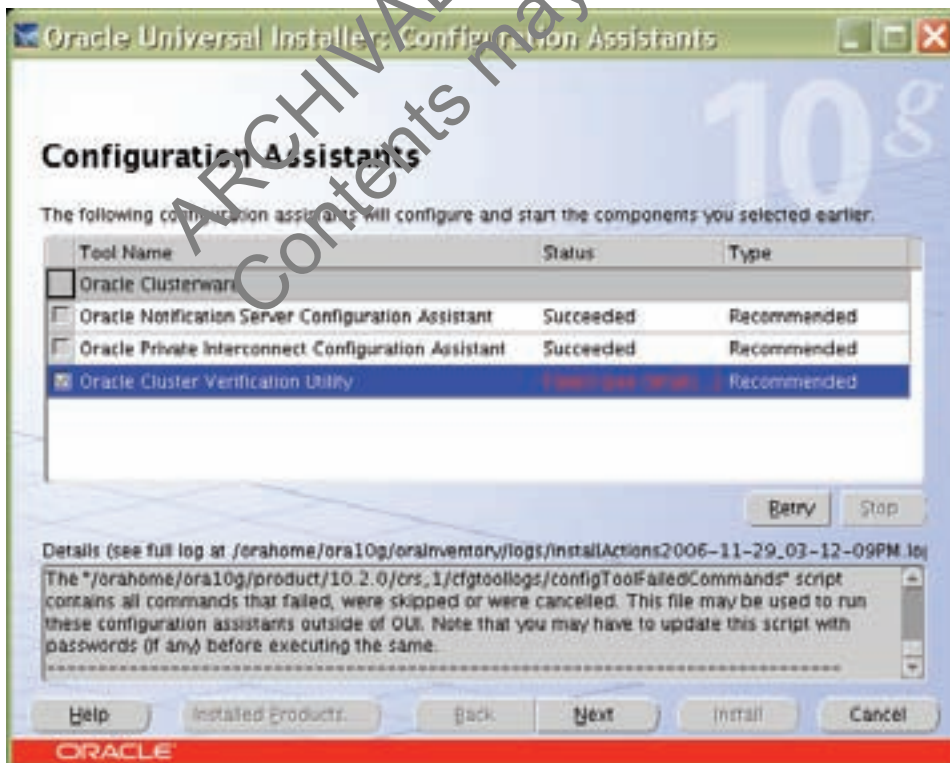 Oracle Universal Installer: Configuration Assistants
ARCHIVAL
Contents may
10g
Configuration Assistants
The following configuration assistants will configure and start the components you selected earlier.
Tool Name Status Type
Oracle Clusterware
Oracle Notification Server Configuration Assistant Succeeded Recommended
Oracle Private Interconnect Configuration Assistant Succeeded Recommended
Oracle Cluster Verification Utility Recommended
Retry Stop
Details (see full log at /orahome/ora10g/oraInventory/logs/installActions2006-11-29_03-12-09PM.log
The "/orahome/ora10g/product/10.2.0/crs_1/cfgtoollogs/configToolFailedCommands" script
contains all commands that failed, were skipped or were cancelled. This file may be used to run
these configuration assistants outside of OUI. Note that you may have to update this script with
passwords (if any) before executing the same.
Help Installed Products... Back Next Install Cancel
ORACLE